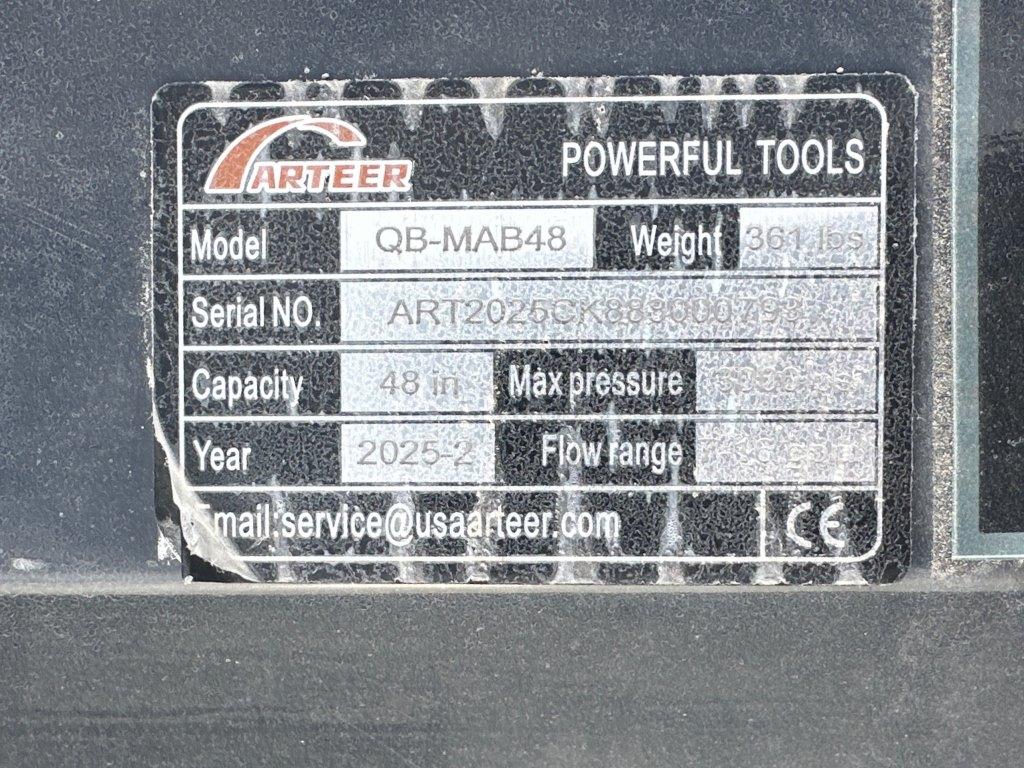 ARTEER POWERFUL TOOLS
Model QB-MAB48 Weight 361 lbs
Serial NO. ART2025CK883000793
Capacity 48 in Max pressure
Year 2025-2 Flow range
Email:service@usaarteer.com CE